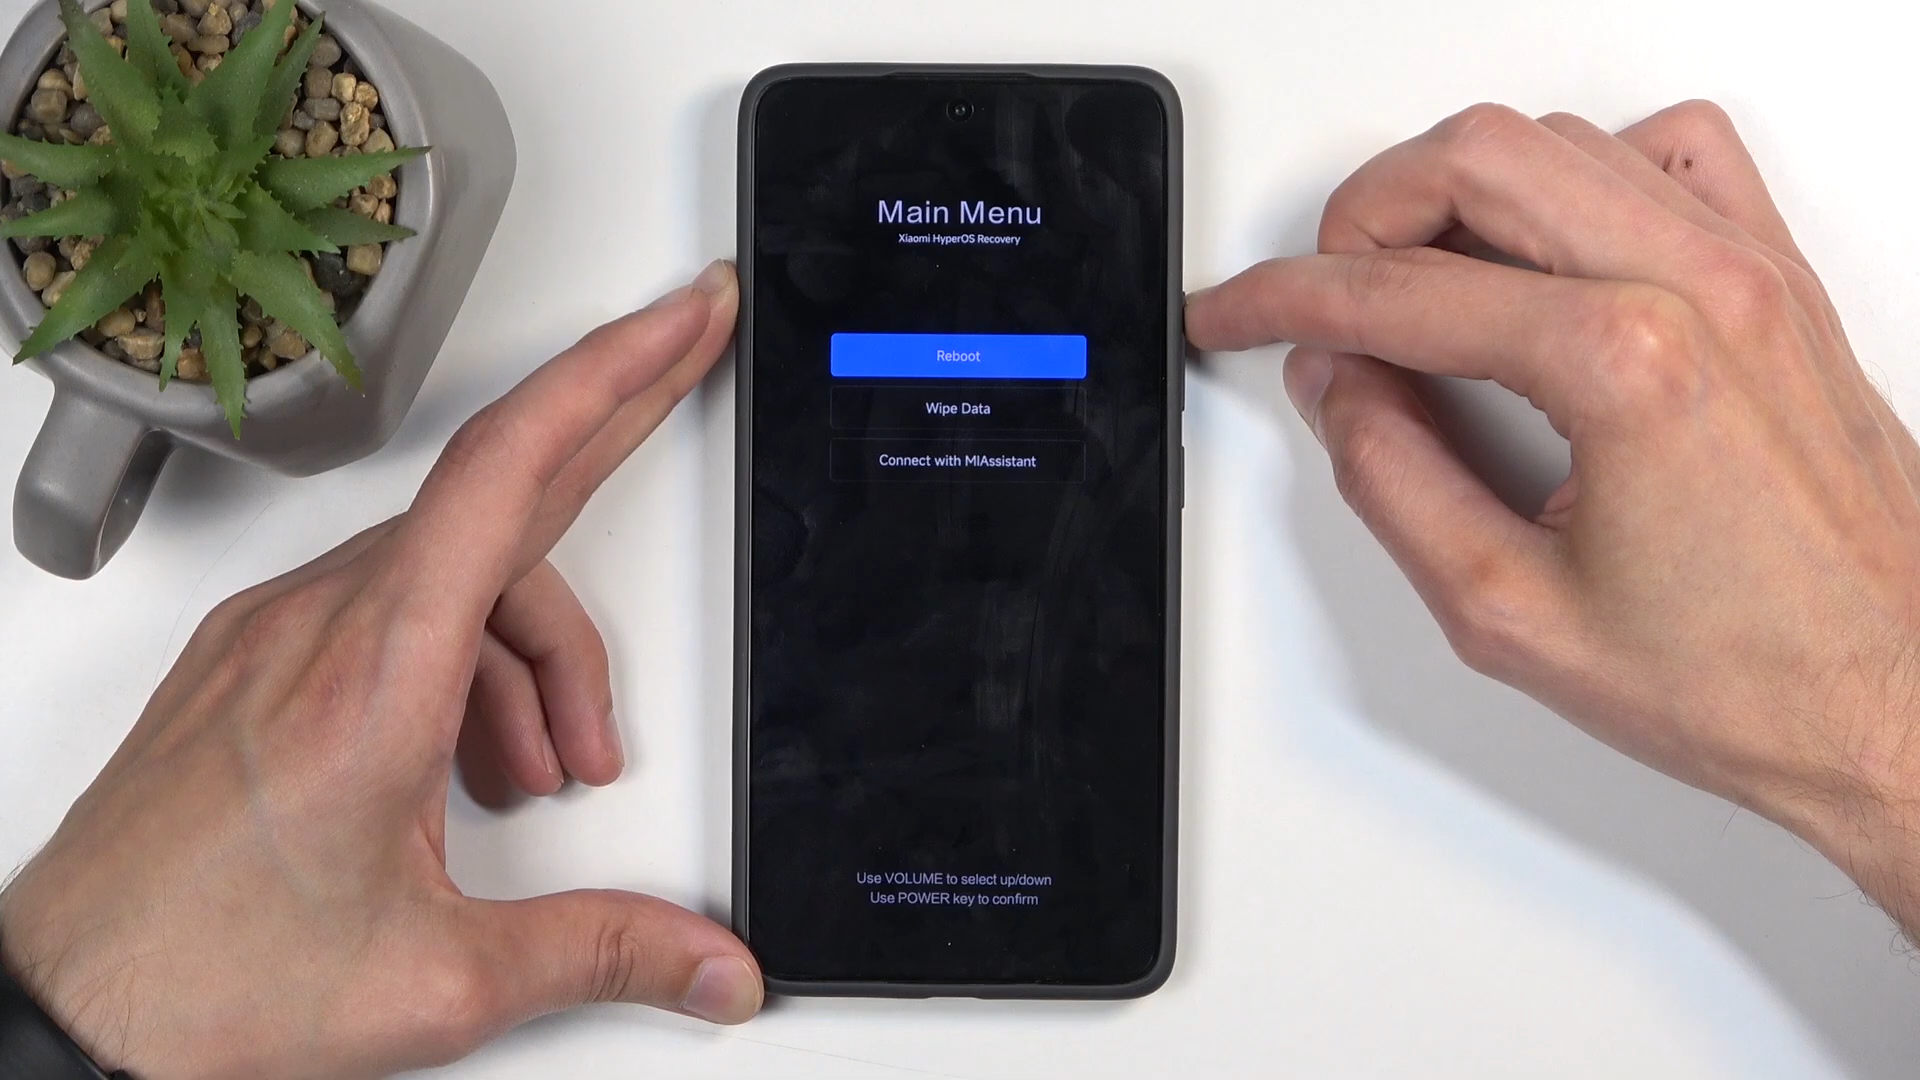 Main Menu
Xiaomi HyperOS Recovery
Reboot
Wipe Data
Connect with MIAssistant
Use VOLUME to select up/down
Use POWER key to confirm